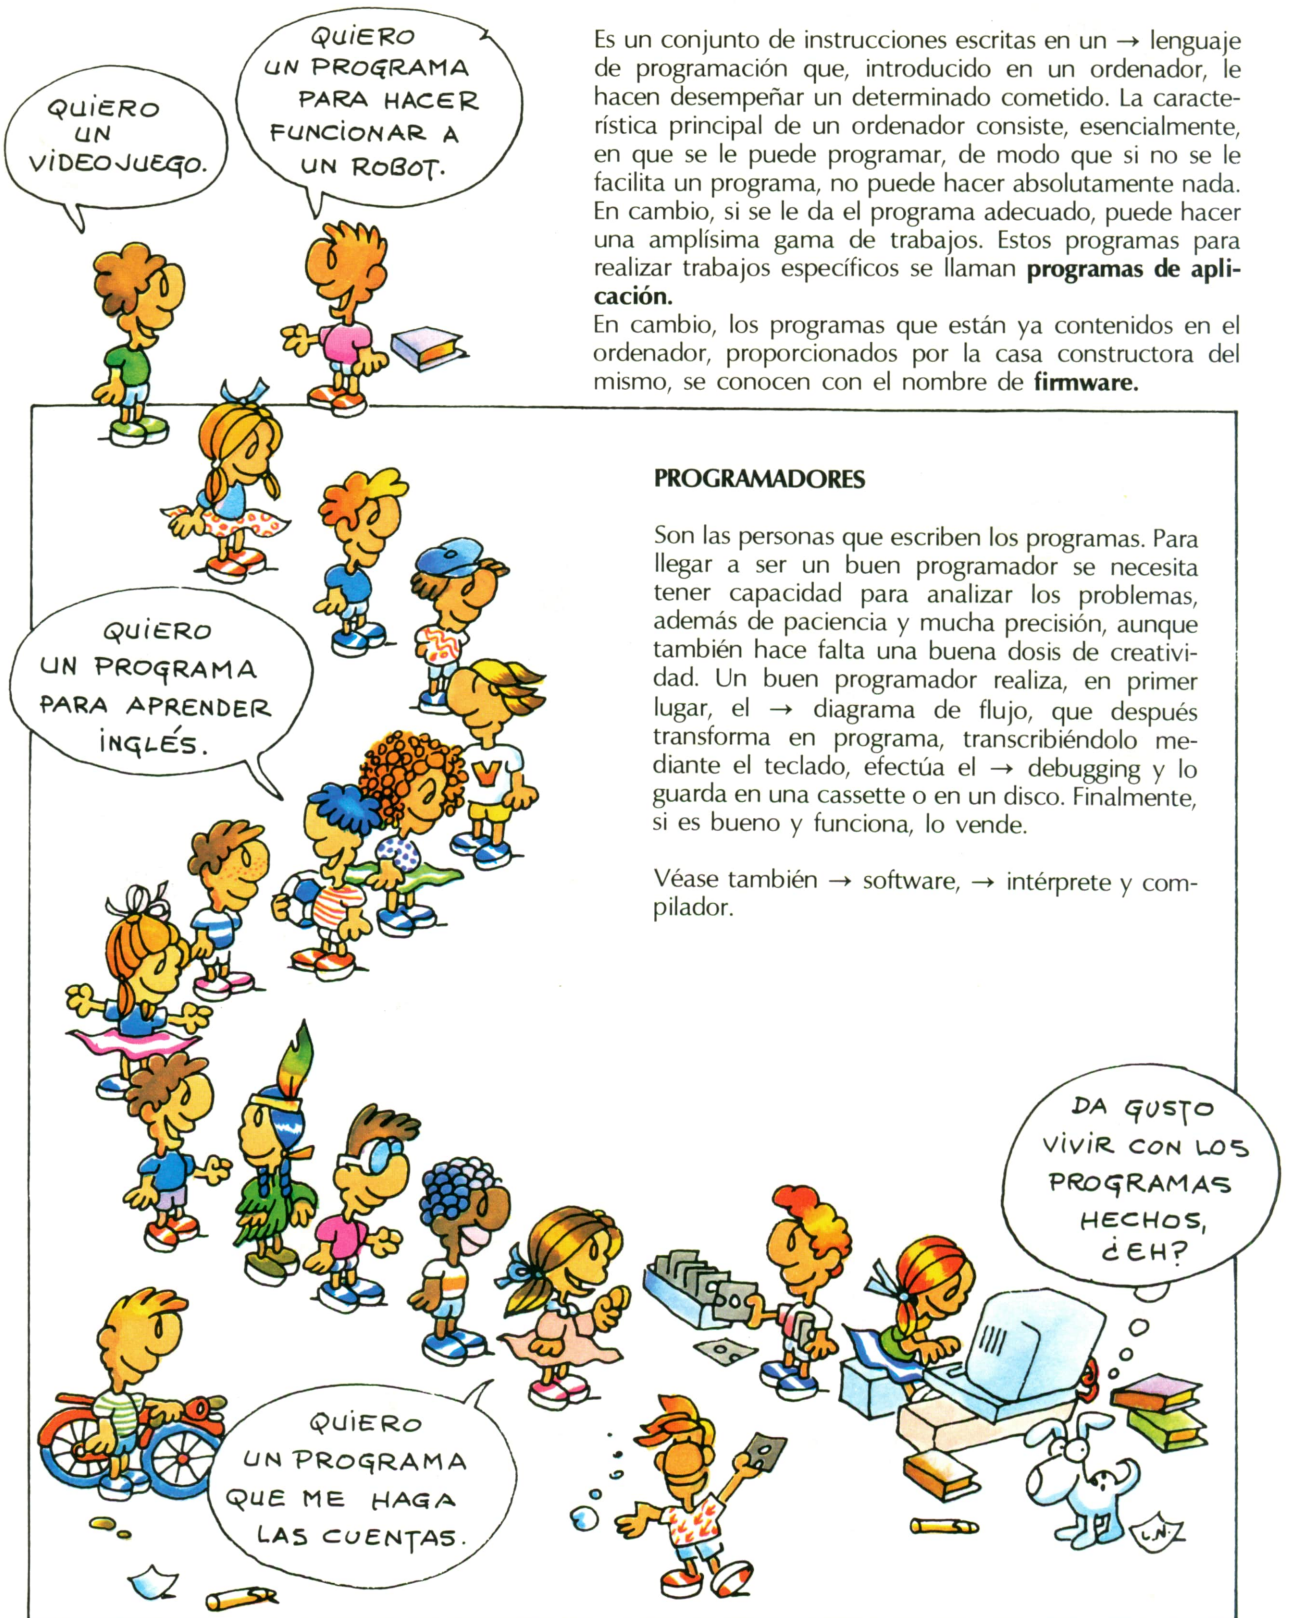 QUIERO
UN
VIDEOJUEGO.
QUIERO
UN PROGRAMA
PARA HACER
FUNCIONAR A
UN ROBOT.
Es un conjunto de instrucciones escritas en un → lenguaje
de programación que, introducido en un ordenador, le
hacen desempeñar un determinado cometido. La caracte-
rística principal de un ordenador consiste, esencialmente,
en que se le puede programar, de modo que si no se le
facilita un programa, no puede hacer absolutamente nada.
En cambio, si se le da el programa adecuado, puede hacer
una amplísima gama de trabajos. Estos programas para
realizar trabajos específicos se llaman programas de apli-
cación.
En cambio, los programas que están ya contenidos en el
ordenador, proporcionados por la casa constructora del
mismo, se conocen con el nombre de firmware.
PROGRAMADORES
Son las personas que escriben los programas. Para
llegar a ser un buen programador se necesita
tener capacidad para analizar los problemas,
además de paciencia y mucha precisión, aunque
también hace falta una buena dosis de creativi-
dad. Un buen programador realiza, en primer
lugar, el → diagrama de flujo, que después
transforma en programa, transcribiéndolo me-
diante el teclado, efectúa el → debugging y lo
guarda en una cassette o en un disco. Finalmente,
si es bueno y funciona, lo vende.
Véase también → software, → intérprete y com-
pilador.
QUIERO
UN PROGRAMA
PARA APRENDER
INGLÉS.
V
DA GUSTO
VIVIR CON LOS
PROGRAMAS
HECHOS,
¿EH?
QUIERO
UN PROGRAMA
QUE ME HAGA
LAS CUENTAS.
L.N.